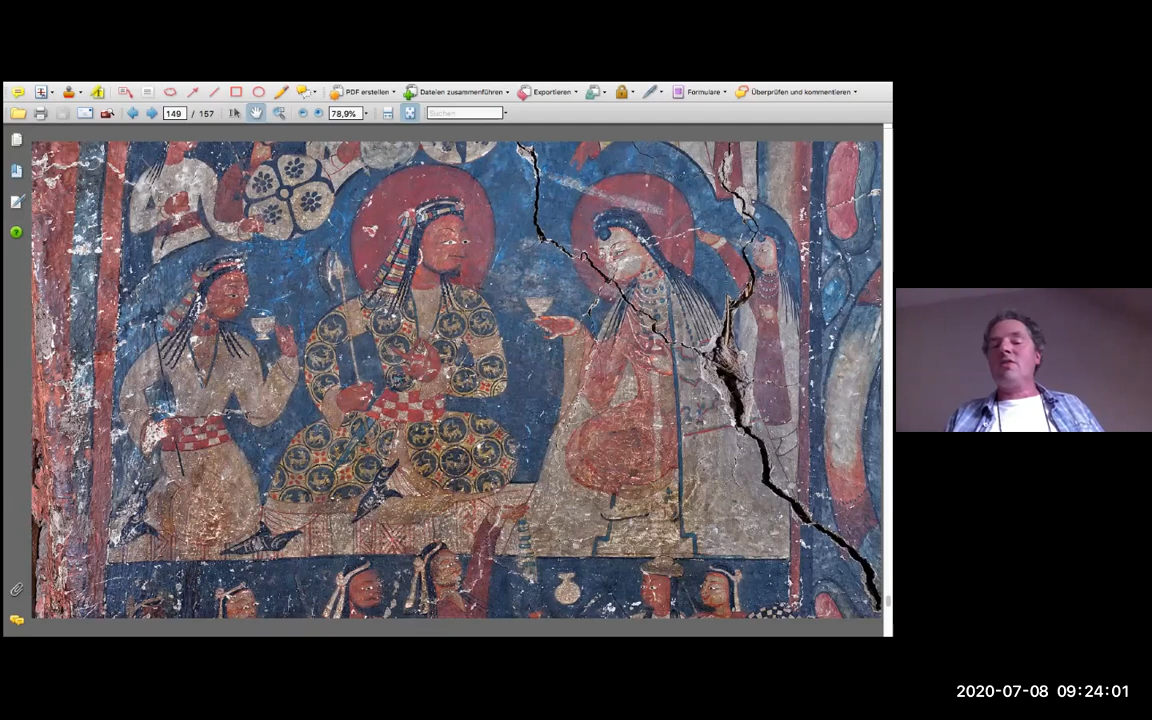 PDF erstellen Dateien zusammenführen Exportieren Formulare Überprüfen und kommentieren
149 / 157 78,9% Suchen
2020-07-08 09:24:01